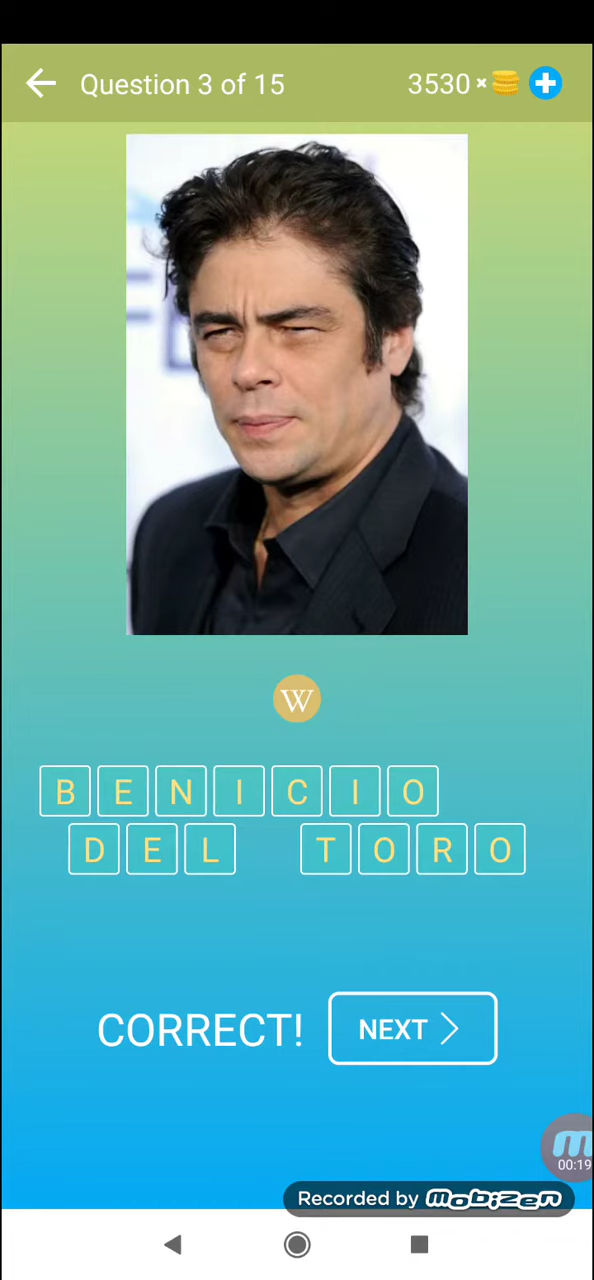 Question 3 of 15
3530 ×
W
BENICIO
DEL TORO
CORRECT!
NEXT
m
00:19
Recorded by mobizen